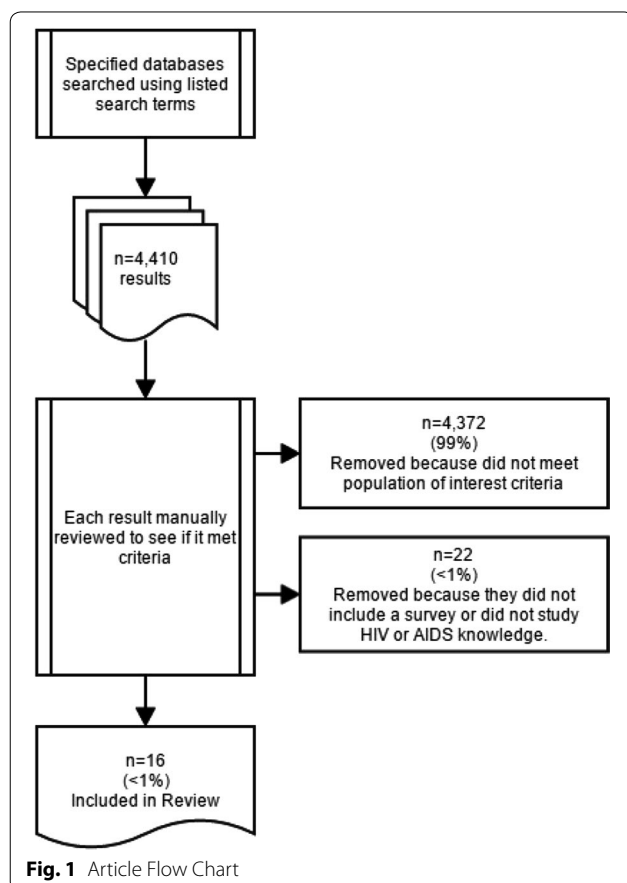 Specified databases
searched using listed
search terms
n=4,410
results
Each result manually
reviewed to see if it met
criteria
n=4,372
(99%)
Removed because did not meet
population of interest criteria
n=22
(<1%)
Removed because they did not
include a survey or did not study
HIV or AIDS knowledge.
n=16
(<1%)
Included in Review
Fig. 1 Article Flow Chart